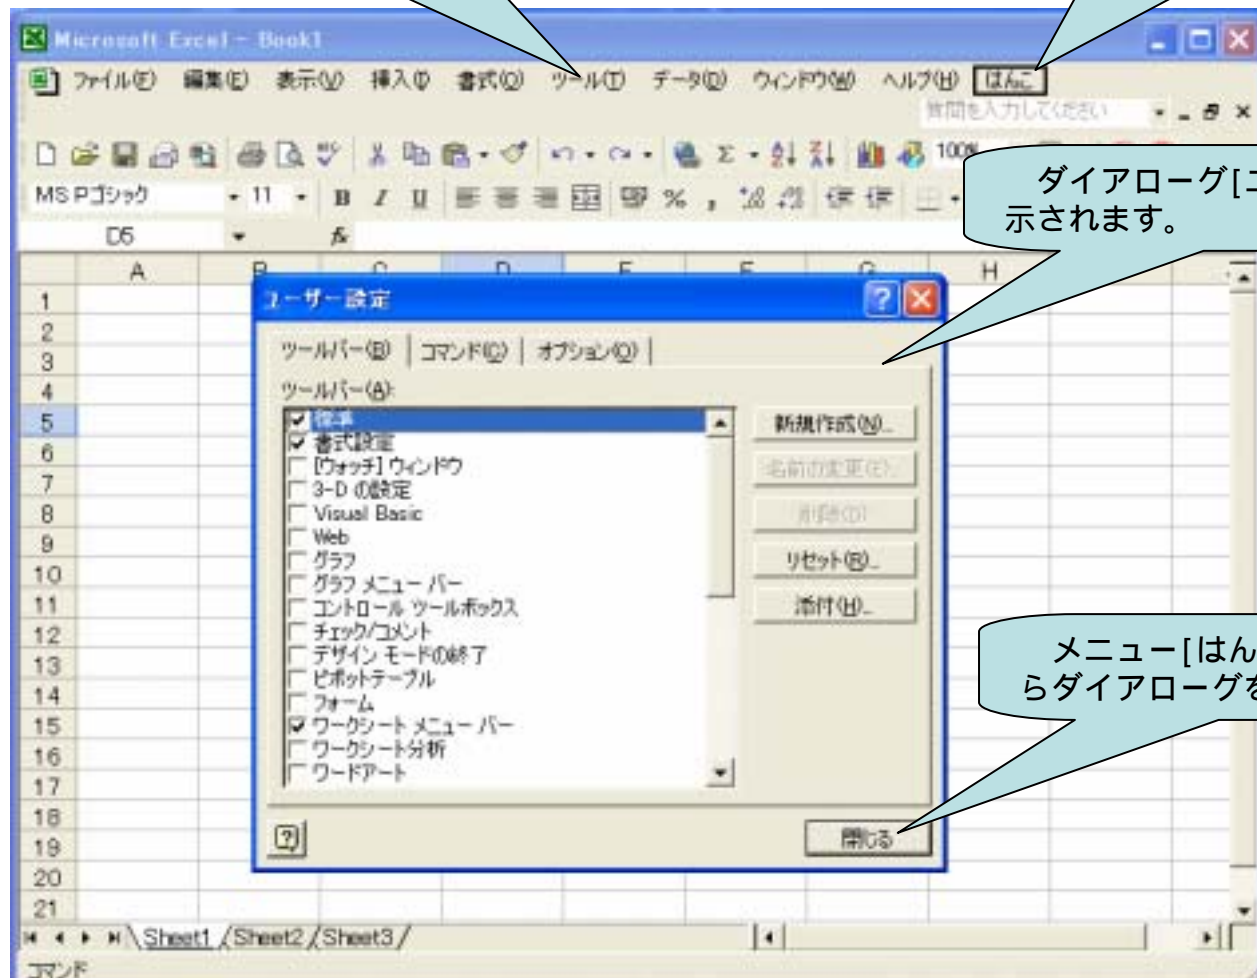 Microsoft Excel - Book1
ファイル(F) 編集(E) 表示(V) 挿入(I) 書式(O) ツール(T) データ(D) ウィンドウ(W) ヘルプ(H) はんこ
質問を入力してください
100%
MS Pゴシック 11 B I U % ,
D5 fx
ダイアローグ[ユ
示されます。
A B C D E F G H
1
2
3
4
5
6
7
8
9
10
11
12
13
14
15
16
17
18
19
20
21
ユーザー設定
ツールバー(B) コマンド(C) オプション(O)
ツールバー(A):
標準
書式設定
[ウォッチ] ウィンドウ
3-D の設定
Visual Basic
Web
グラフ
グラフ メニュー バー
コントロール ツールボックス
チェック/コメント
デザイン モードの終了
ピボットテーブル
フォーム
ワークシート メニュー バー
ワークシート分析
ワードアート
新規作成(N)...
名前の変更(E)...
削除(D)
リセット(R)...
添付(H)...
閉じる
メニュー[はん
らダイアローグを
Sheet1 Sheet2 Sheet3
コマンド